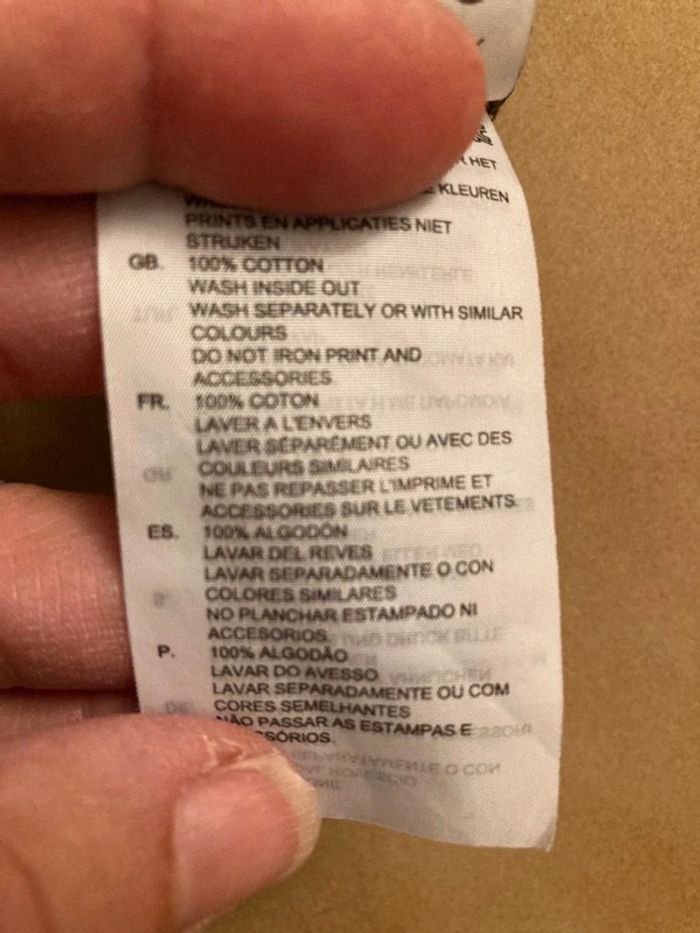 HET
KLEUREN
PRINTS EN APPLICATIES NIET
STRIJKEN
GB. 100% COTTON
WASH INSIDE OUT
WASH SEPARATELY OR WITH SIMILAR
COLOURS
DO NOT IRON PRINT AND
ACCESSORIES
FR. 100% COTON
LAVER A L'ENVERS
LAVER SÉPARÉMENT OU AVEC DES
COULEURS SIMILAIRES
NE PAS REPASSER L'IMPRIME ET
ACCESSORIES SUR LE VETEMENTS
ES. 100% ALGODÓN
LAVAR DEL REVES
LAVAR SEPARADAMENTE O CON
COLORES SIMILARES
NO PLANCHAR ESTAMPADO NI
ACCESORIOS
P. 100% ALGODÃO
LAVAR DO AVESSO
LAVAR SEPARADAMENTE OU COM
CORES SEMELHANTES
NÃO PASSAR AS ESTAMPAS E
SSÓRIOS.